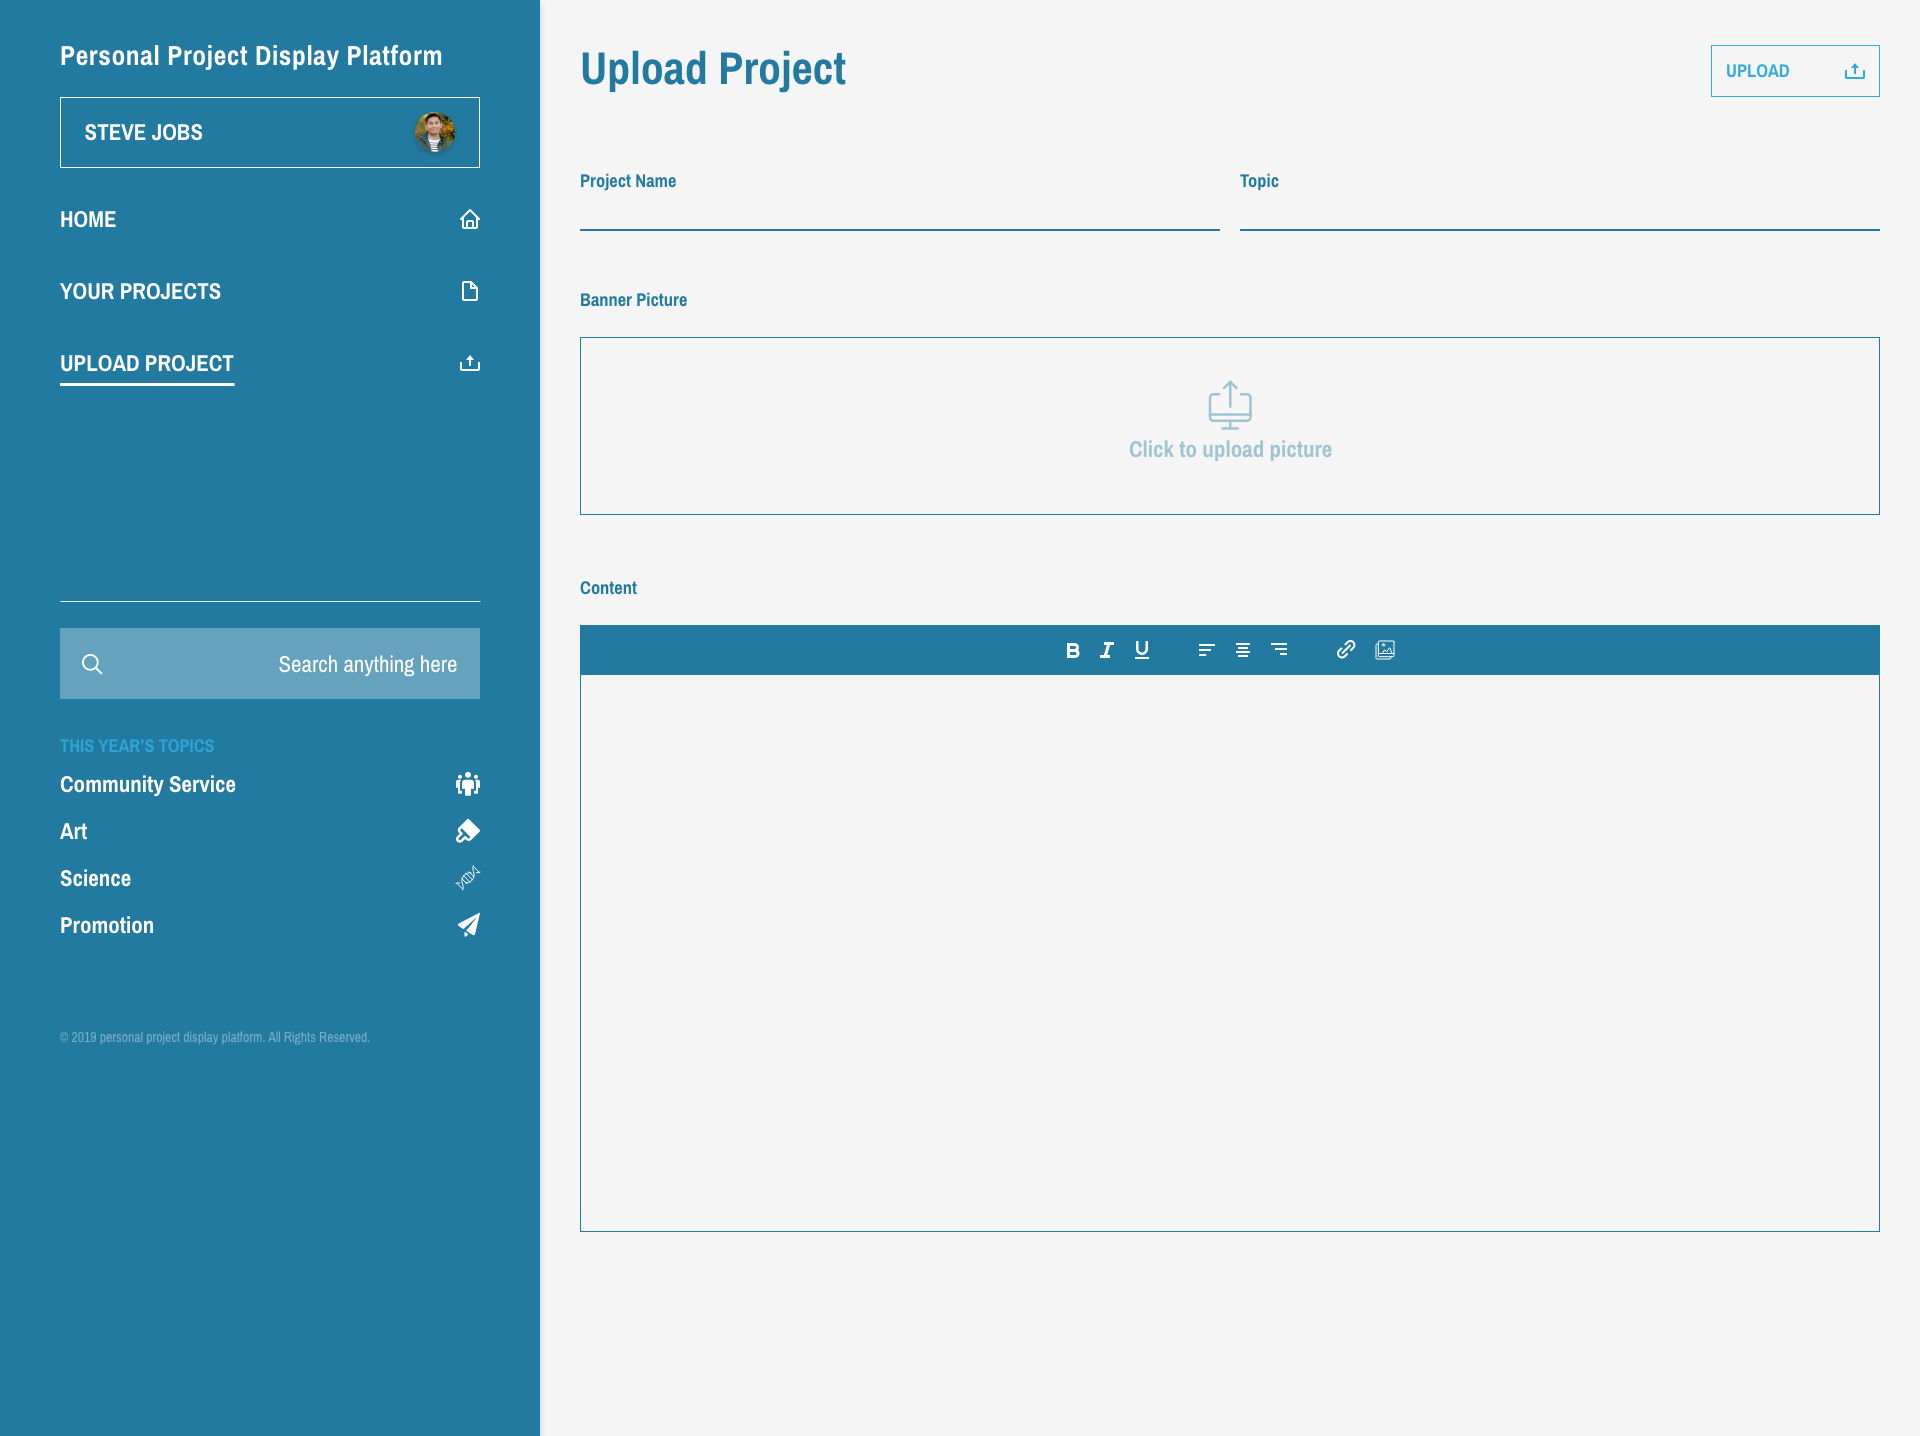 Personal Project Display Platform
STEVE JOBS
HOME
YOUR PROJECTS
UPLOAD PROJECT
Search anything here
THIS YEAR'S TOPICS
Community Service
Art
Science
Promotion
© 2019 personal project display platform. All Rights Reserved.
Upload Project
UPLOAD
Project Name
Topic
Banner Picture
Click to upload picture
Content
B I U